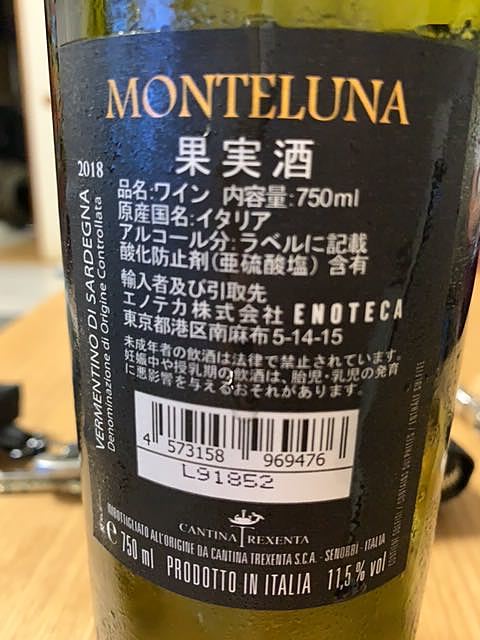 MONTELUNA
果実酒
2018
VERMENTINO DI SARDEGNA
Denominazione di Origine Controllata
品名:ワイン 内容量:750ml
原産国名:イタリア
アルコール分:ラベルに記載
酸化防止剤(亜硫酸塩)含有
輸入者及び引取先
エノテカ株式会社 ENOTECA
東京都港区南麻布5-14-15
未成年者の飲酒は法律で禁止されています。
妊娠中や授乳期の飲酒は、胎児・乳児の発育
に悪影響を与えるおそれがあります。
4 573158 969476
L91852
CANTINA TREXENTA
IMBOTTIGLIATO ALL'ORIGINE DA CANTINA TREXENTA S.C.A. - SENORBÌ - ITALIA
e 750 ml PRODOTTO IN ITALIA 11,5 % vol